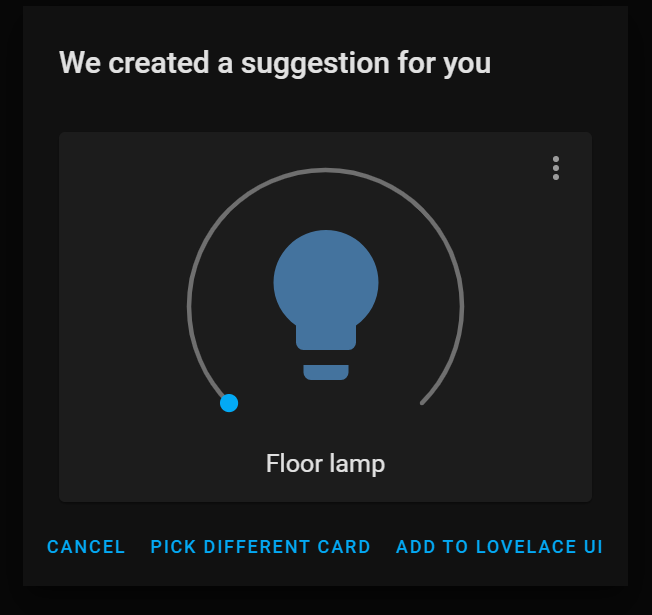 We created a suggestion for you
Floor lamp
CANCEL PICK DIFFERENT CARD ADD TO LOVELACE UI